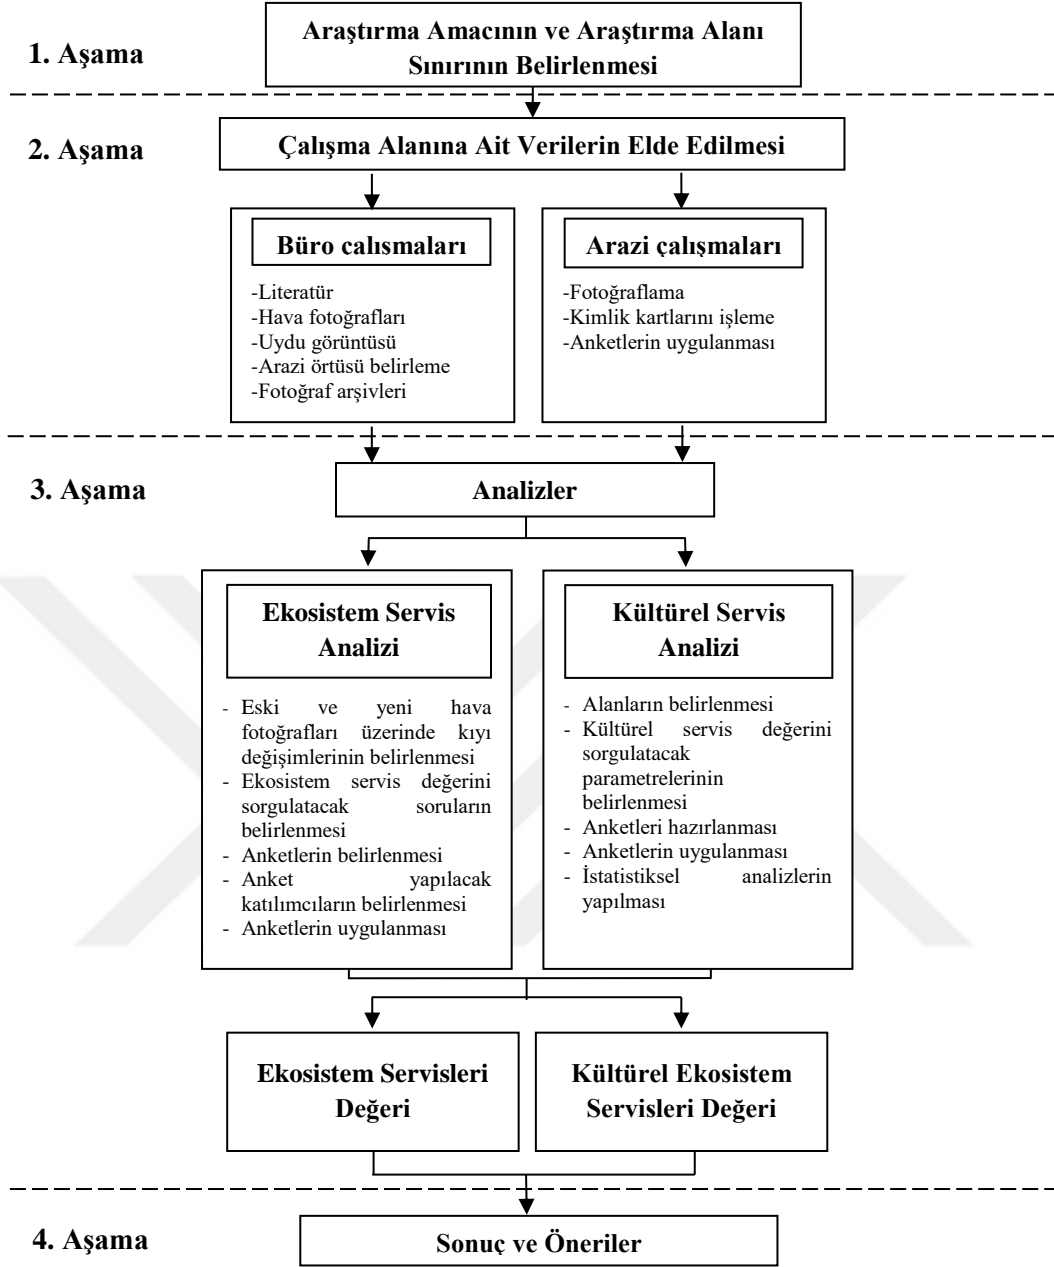 1. Aşama
Araştırma Amacının ve Araştırma Alanı
Sınırının Belirlenmesi
2. Aşama
Çalışma Alanına Ait Verilerin Elde Edilmesi
Büro calısmaları
-Literatür
-Hava fotoğrafları
-Uydu görüntüsü
-Arazi örtüsü belirleme
-Fotoğraf arşivleri
Arazi çalışmaları
-Fotoğraflama
-Kimlik kartlarını işleme
-Anketlerin uygulanması
3. Aşama
Analizler
Ekosistem Servis
Analizi
- Eski ve yeni hava
fotoğrafları üzerinde kıyı
değişimlerinin belirlenmesi
- Ekosistem servis değerini
sorgulatacak soruların
belirlenmesi
- Anketlerin belirlenmesi
- Anket yapılacak
katılımcıların belirlenmesi
- Anketlerin uygulanması
Kültürel Servis
Analizi
- Alanların belirlenmesi
- Kültürel servis değerini
sorgulatacak
parametrelerinin
belirlenmesi
- Anketleri hazırlanması
- Anketlerin uygulanması
- İstatistiksel analizlerin
yapılması
Ekosistem Servisleri
Değeri
Kültürel Ekosistem
Servisleri Değeri
4. Aşama
Sonuç ve Öneriler